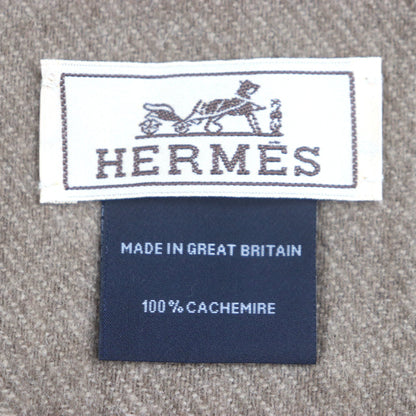 HERMÈS
MADE IN GREAT BRITAIN
100% CACHEMIRE